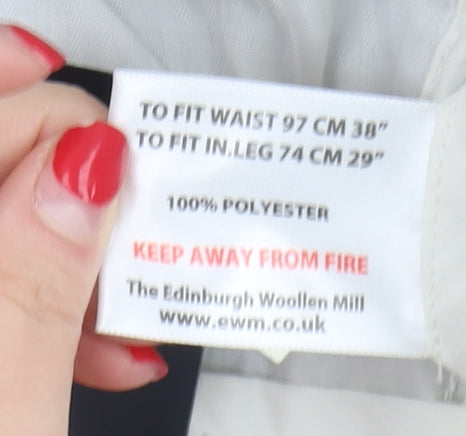 TO FIT WAIST 97 CM 38"
TO FIT IN.LEG 74 CM 29"
100% POLYESTER
KEEP AWAY FROM FIRE
The Edinburgh Woollen Mill
www.ewm.co.uk